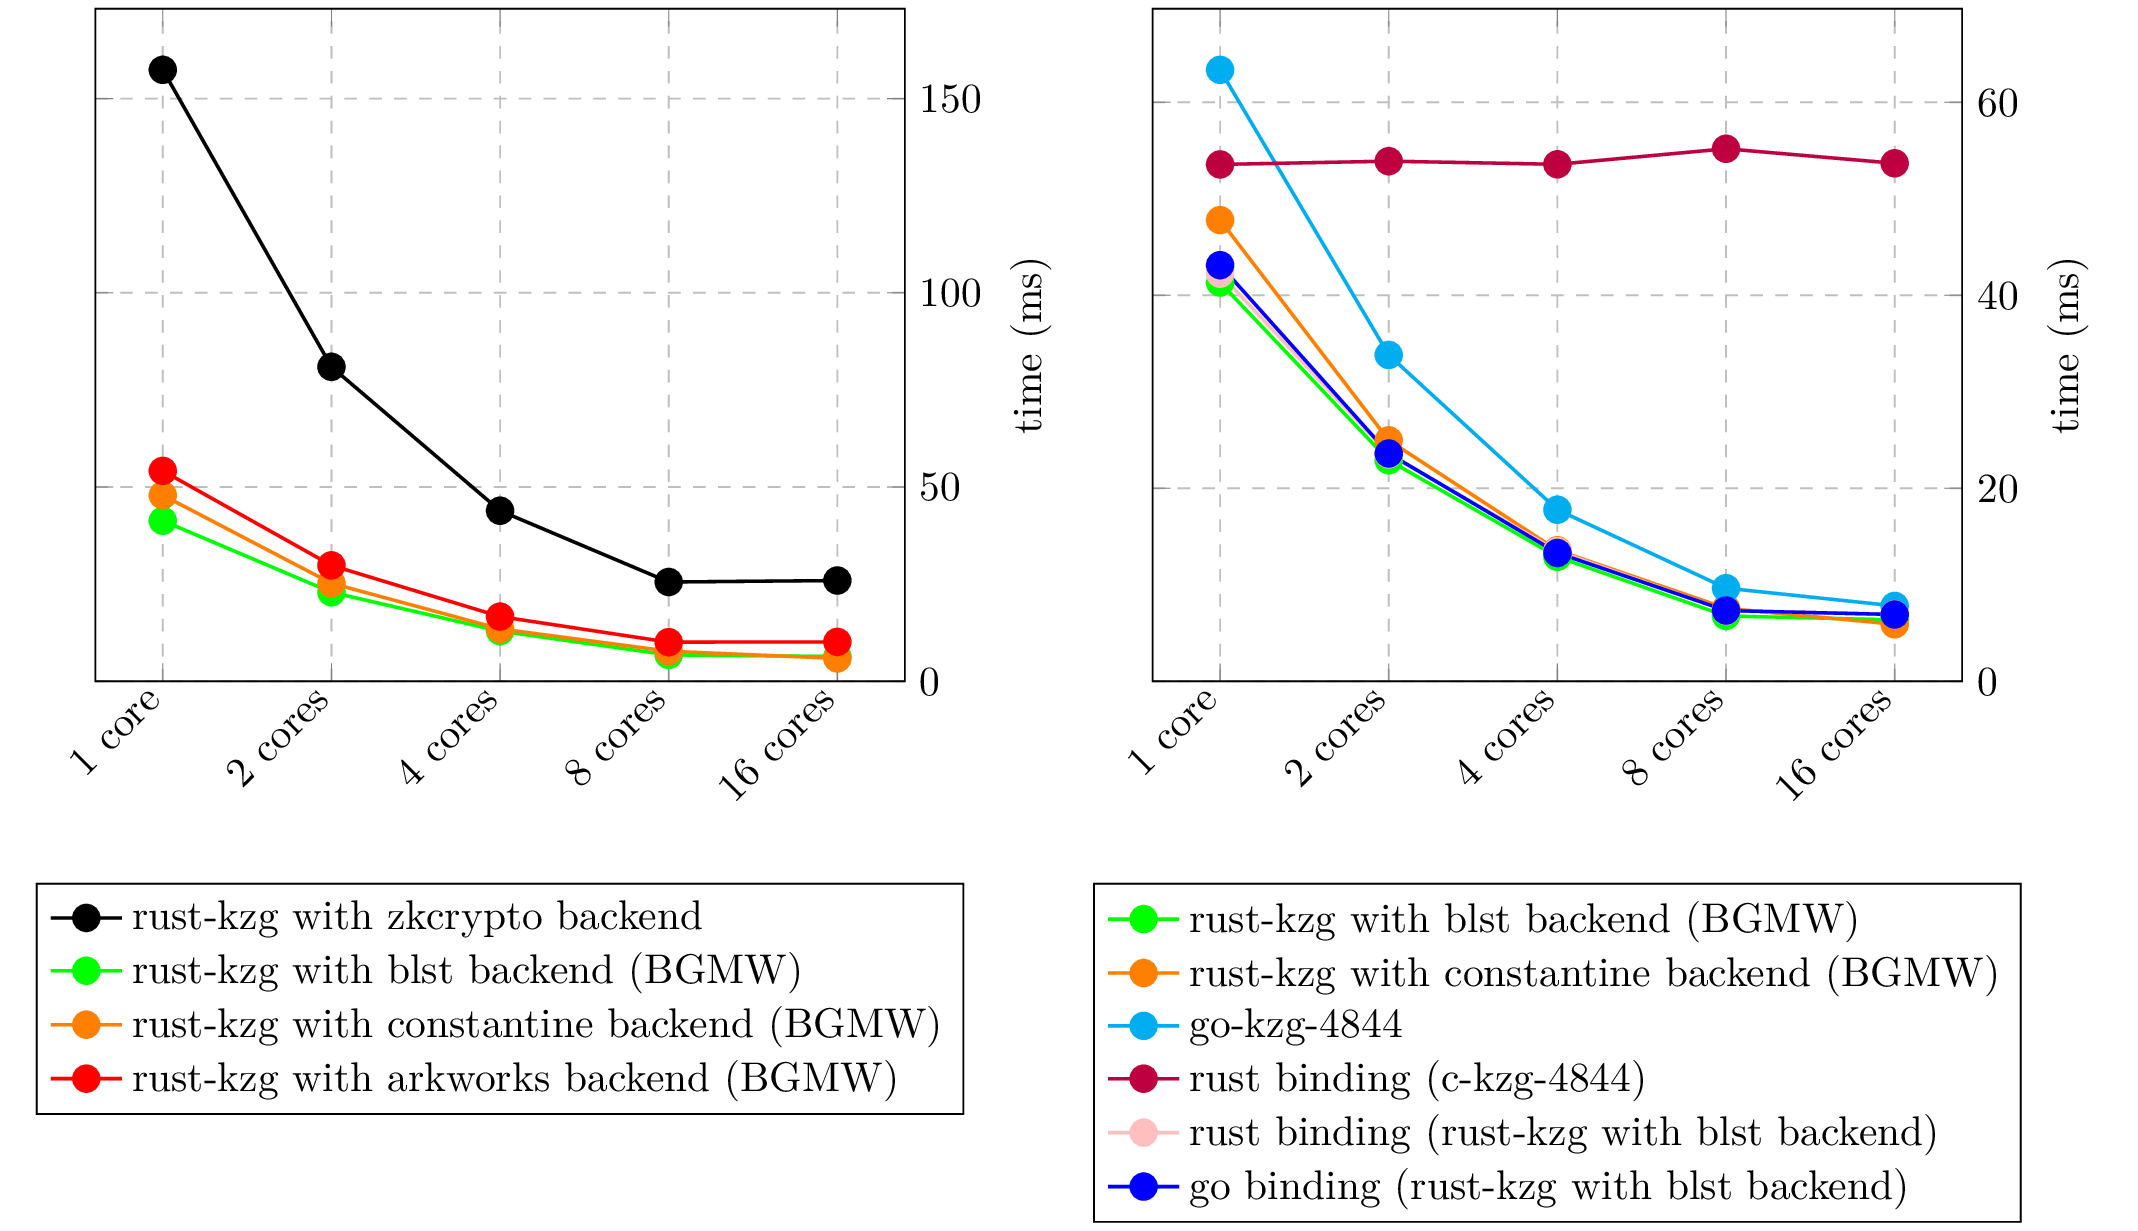 150
100
50
0
time (ms)
1 core
2 cores
4 cores
8 cores
16 cores
rust-kzg with zkcrypto backend
rust-kzg with blst backend (BGMW)
rust-kzg with constantine backend (BGMW)
rust-kzg with arkworks backend (BGMW)
60
40
20
0
time (ms)
1 core
2 cores
4 cores
8 cores
16 cores
rust-kzg with blst backend (BGMW)
rust-kzg with constantine backend (BGMW)
go-kzg-4844
rust binding (c-kzg-4844)
rust binding (rust-kzg with blst backend)
go binding (rust-kzg with blst backend)